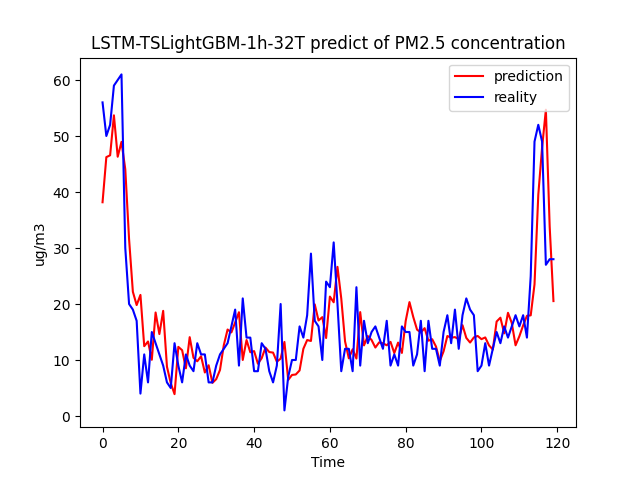 LSTM-TSLightGBM-1h-32T predict of PM2.5 concentration
prediction
reality
60
50
40
30
20
10
0
ug/m3
0 20 40 60 80 100 120
Time